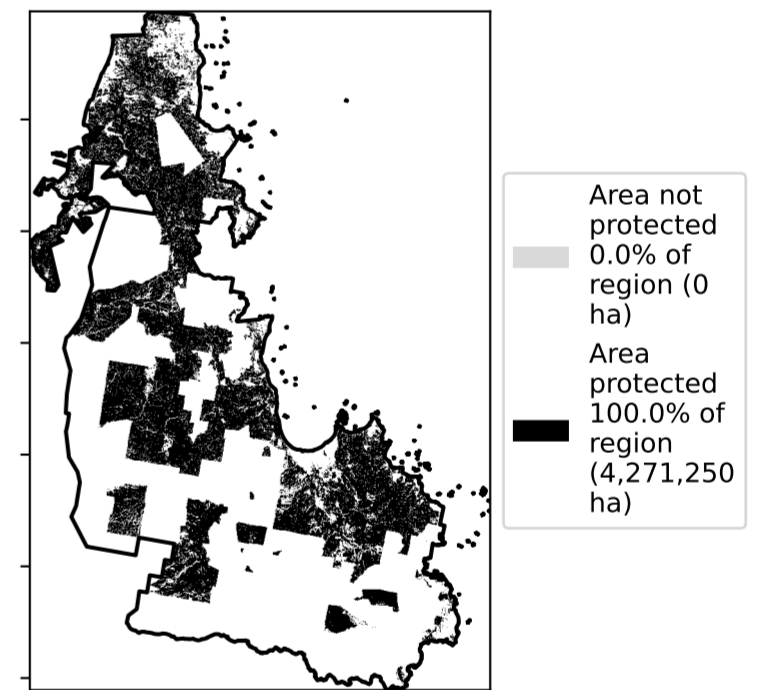 Area not
protected
0.0% of
region (0
ha)
Area
protected
100.0% of
region
(4,271,250
ha)